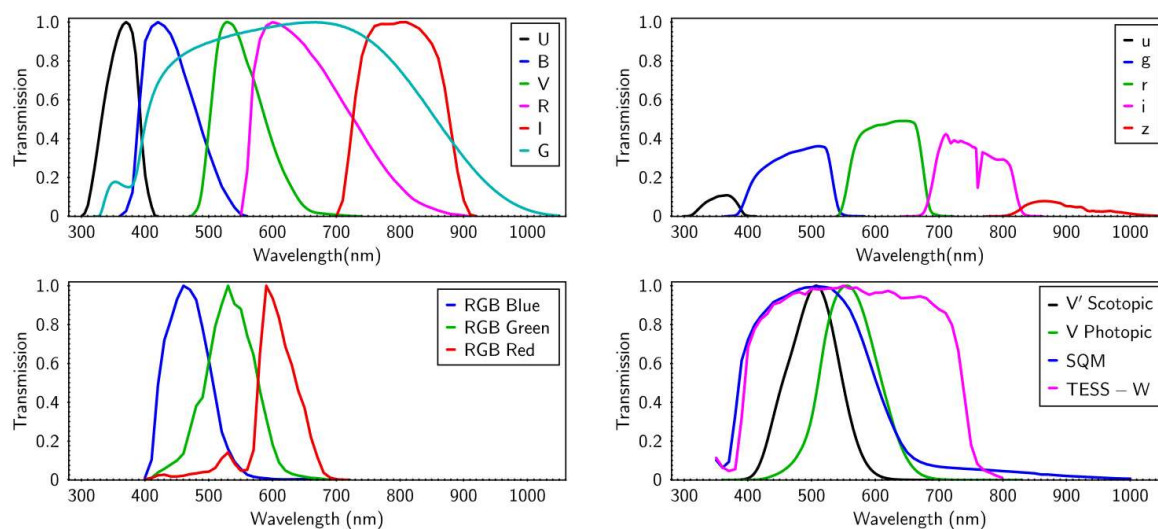 Transmission
1.0
0.8
0.6
0.4
0.2
0
300 400 500 600 700 800 900 1000
Wavelength(nm)
U
B
V
R
I
G
Transmission
1.0
0.8
0.6
0.4
0.2
0
300 400 500 600 700 800 900 1000
Wavelength(nm)
u
g
r
i
z
Transmission
1.0
0.8
0.6
0.4
0.2
0
300 400 500 600 700 800 900 1000
Wavelength (nm)
RGB Blue
RGB Green
RGB Red
Transmission
1.0
0.8
0.6
0.4
0.2
0
300 400 500 600 700 800 900 1000
Wavelength (nm)
V′ Scotopic
V Photopic
SQM
TESS – W